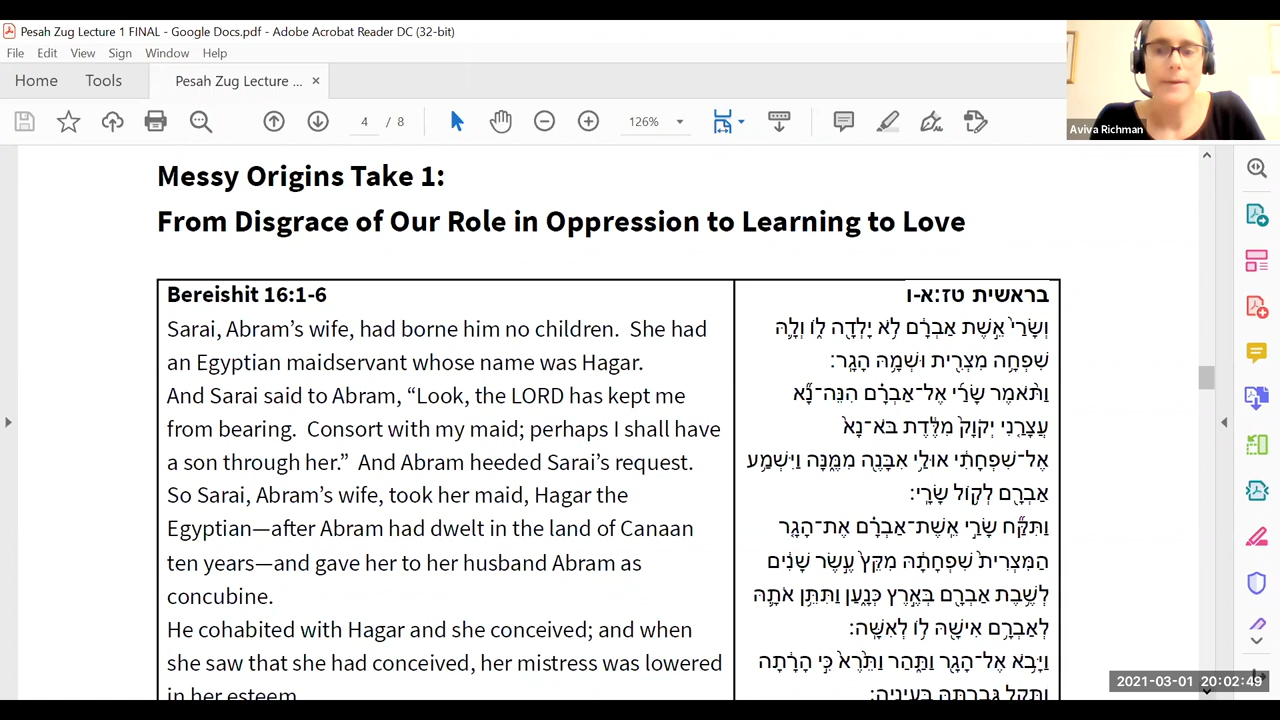 Pesah Zug Lecture 1 FINAL - Google Docs.pdf - Adobe Acrobat Reader DC (32-bit)
File Edit View Sign Window Help
Home Tools Pesah Zug Lecture ... ×
4 / 8 126%
Aviva Richman
Messy Origins Take 1:
From Disgrace of Our Role in Oppression to Learning to Love
Bereishit 16:1-6
Sarai, Abram’s wife, had borne him no children. She had
an Egyptian maidservant whose name was Hagar.
And Sarai said to Abram, “Look, the LORD has kept me
from bearing. Consort with my maid; perhaps I shall have
a son through her.” And Abram heeded Sarai’s request.
So Sarai, Abram’s wife, took her maid, Hagar the
Egyptian—after Abram had dwelt in the land of Canaan
ten years—and gave her to her husband Abram as
concubine.
He cohabited with Hagar and she conceived; and when
she saw that she had conceived, her mistress was lowered
in her esteem
בראשית טז:א-ו
וְשָׂרַי֙ אֵ֣שֶׁת אַבְרָ֔ם לֹ֥א יָלְדָ֖ה ל֑וֹ וְלָ֛הּ
שִׁפְחָ֥ה מִצְרִ֖ית וּשְׁמָ֥הּ הָגָֽר׃
וַתֹּ֨אמֶר שָׂרַ֜י אֶל־אַבְרָ֗ם הִנֵּה־נָ֞א
עֲצָרַ֤נִי יְקוָק֙ מִלֶּ֔דֶת בֹּא־נָא֙
אֶל־שִׁפְחָתִ֔י אוּלַ֥י אִבָּנֶ֖ה מִמֶּ֑נָּה וַיִּשְׁמַ֥ע
אַבְרָ֖ם לְק֥וֹל שָׂרָֽי׃
וַתִּקַּ֞ח שָׂרַ֣י אֵֽשֶׁת־אַבְרָ֗ם אֶת־הָגָ֤ר
הַמִּצְרִית֙ שִׁפְחָתָ֔הּ מִקֵּץ֙ עֶ֣שֶׂר שָׁנִ֔ים
לְשֶׁ֥בֶת אַבְרָ֖ם בְּאֶ֣רֶץ כְּנָ֑עַן וַתִּתֵּ֥ן אֹתָ֛הּ
לְאַבְרָ֥ם אִישָׁ֖הּ ל֥וֹ לְאִשָּֽׁה׃
וַיָּבֹ֥א אֶל־הָגָ֖ר וַתַּ֑הַר וַתֵּ֙רֶא֙ כִּ֣י הָרָ֔תָה
וַתֵּקַ֥ל גְּבִרְתָּ֖הּ בְּעֵינֶֽיהָ׃
2021-03-01 20:02:49